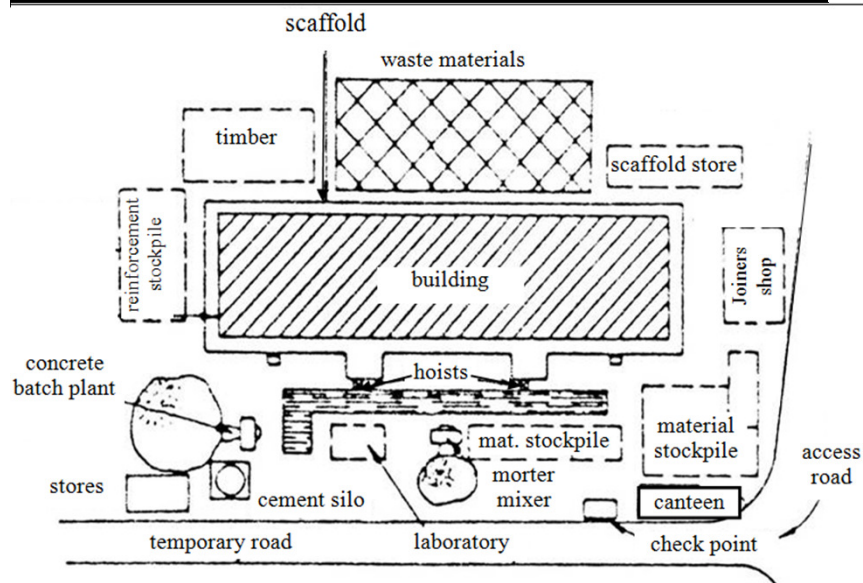 scaffold
waste materials
timber
scaffold store
reinforcement
stockpile
building
Joiners
shop
concrete
batch plant
hoists
mat. stockpile
material
stockpile
access
road
stores
cement silo
morter
mixer
canteen
temporary road
laboratory
check point